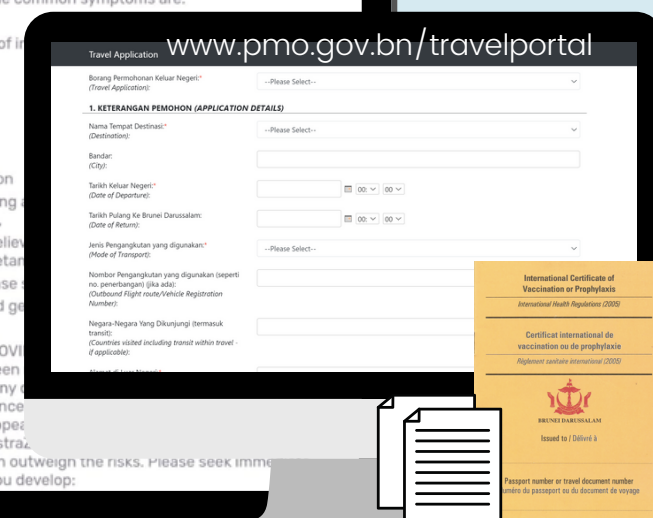 common symptoms are:
of
www.pmo.gov.bn/travelportal
Travel Application
Borang Permohonan Keluar Negeri:*
(Travel Application):
--Please Select--
1. KETERANGAN PEMOHON (APPLICATION DETAILS)
Nama Tempat Destinasi:*
(Destination):
--Please Select--
Bandar:
(City):
Tarikh Keluar Negeri:*
(Date of Departure):
00: 00
Tarikh Pulang Ke Brunei Darussalam:
(Date of Return):
00: 00
Jenis Pengangkutan yang digunakan:*
(Mode of Transport):
--Please Select--
Nombor Pengangkutan yang digunakan (seperti
no. penerbangan) (jika ada):
(Outbound Flight route/Vehicle Registration
Number):
Negara-Negara Yang Dikunjungi (termasuk
transit):
(Countries visited including transit within travel -
if applicable):
International Certificate of
Vaccination or Prophylaxis
International Health Regulations (2005)
Certificat international de
vaccination ou de prophylaxie
Règlement sanitaire international (2005)
BRUNEI DARUSSALAM
Issued to / Délivré à
Passport number or travel document number
numéro du passeport ou du document de voyage
outweigh the risks. Please seek
develop: